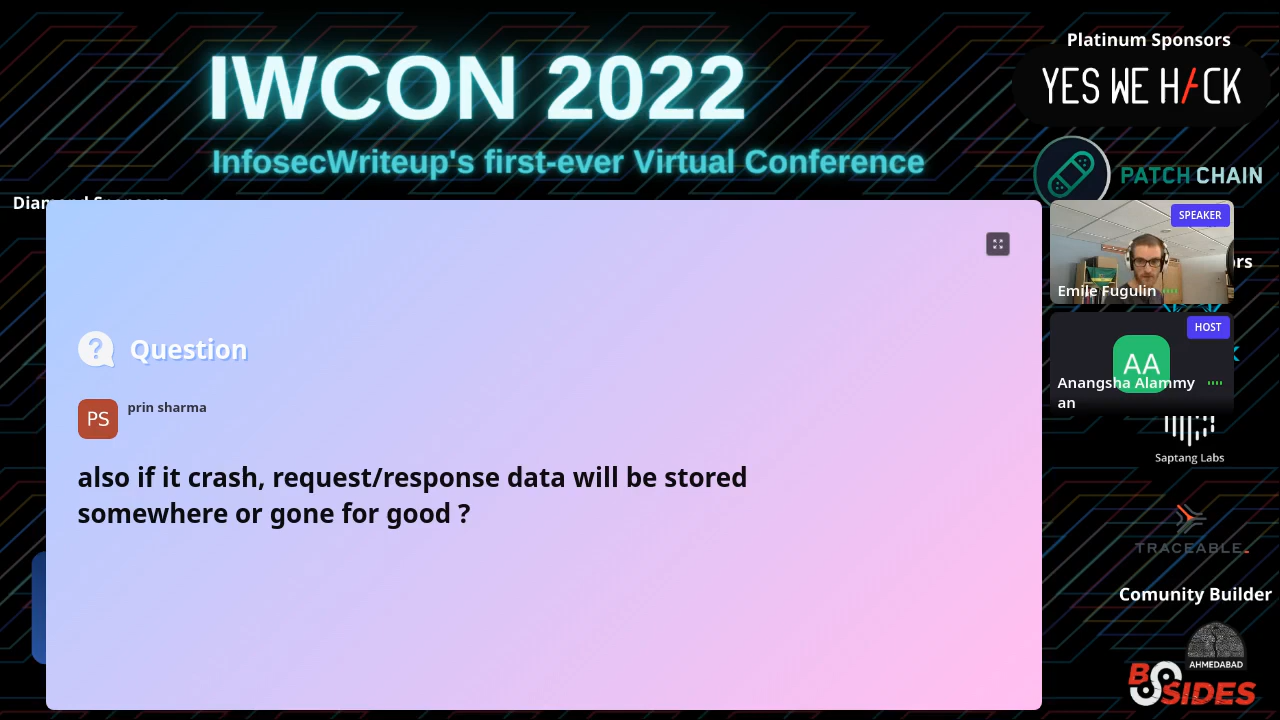 IWCON 2022
InfosecWriteup's first-ever Virtual Conference
Platinum Sponsors
YES WE H/CK
PATCH CHAIN
SPEAKER
Emile Fugulin
HOST
AA
Anangsha Alammy
an
Question
PS
prin sharma
also if it crash, request/response data will be stored
somewhere or gone for good ?
Saptang Labs
TRACEABLE
Comunity Builder
AHMEDABAD
BSIDES